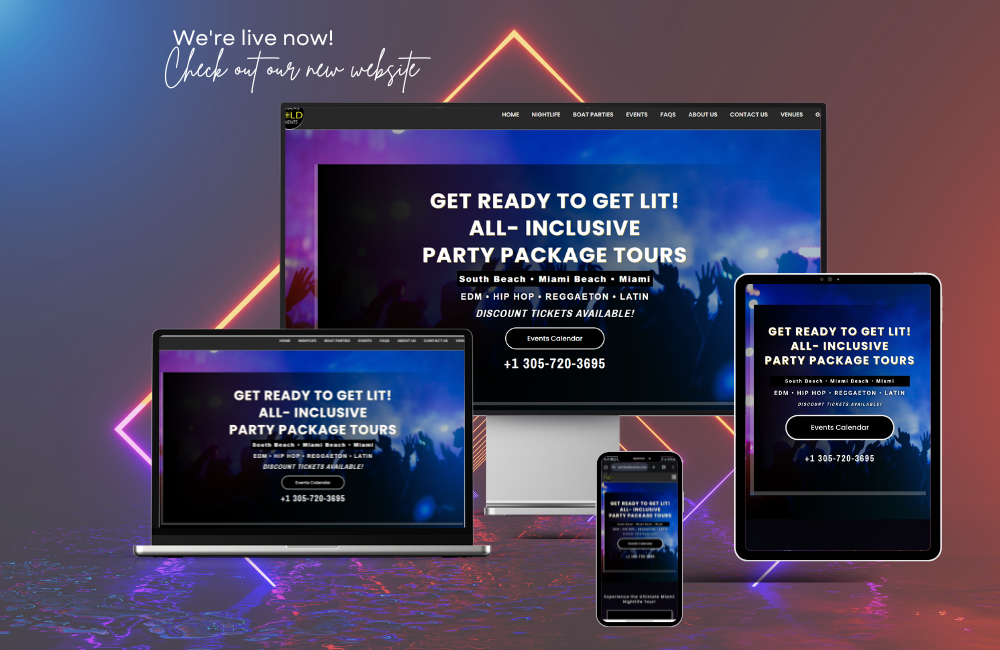 We're live now!
Check out our new website
HOME NIGHTLIFE BOAT PARTIES EVENTS FAQS ABOUT US CONTACT US VENUES
GET READY TO GET LIT!
ALL- INCLUSIVE
PARTY PACKAGE TOURS
South Beach • Miami Beach • Miami
EDM • HIP HOP • REGGAETON • LATIN
DISCOUNT TICKETS AVAILABLE!
Events Calendar
+1 305-720-3695
HOME NIGHTLIFE BOAT PARTIES EVENTS FAQS ABOUT US CONTACT US
GET READY TO GET LIT!
ALL- INCLUSIVE
PARTY PACKAGE TOURS
South Beach • Miami Beach • Miami
EDM • HIP HOP • REGGAETON • LATIN
DISCOUNT TICKETS AVAILABLE!
Events Calendar
+1 305-720-3695
GET READY TO GET LIT!
ALL- INCLUSIVE
PARTY PACKAGE TOURS
South Beach • Miami Beach • Miami
EDM • HIP HOP • REGGAETON • LATIN
DISCOUNT TICKETS AVAILABLE!
Events Calendar
+1 305-720-3695
GET READY TO GET LIT!
ALL- INCLUSIVE
PARTY PACKAGE TOURS
Events Calendar
+1 305-720-3695
Experience the Ultimate Miami
Nightlife Tour!